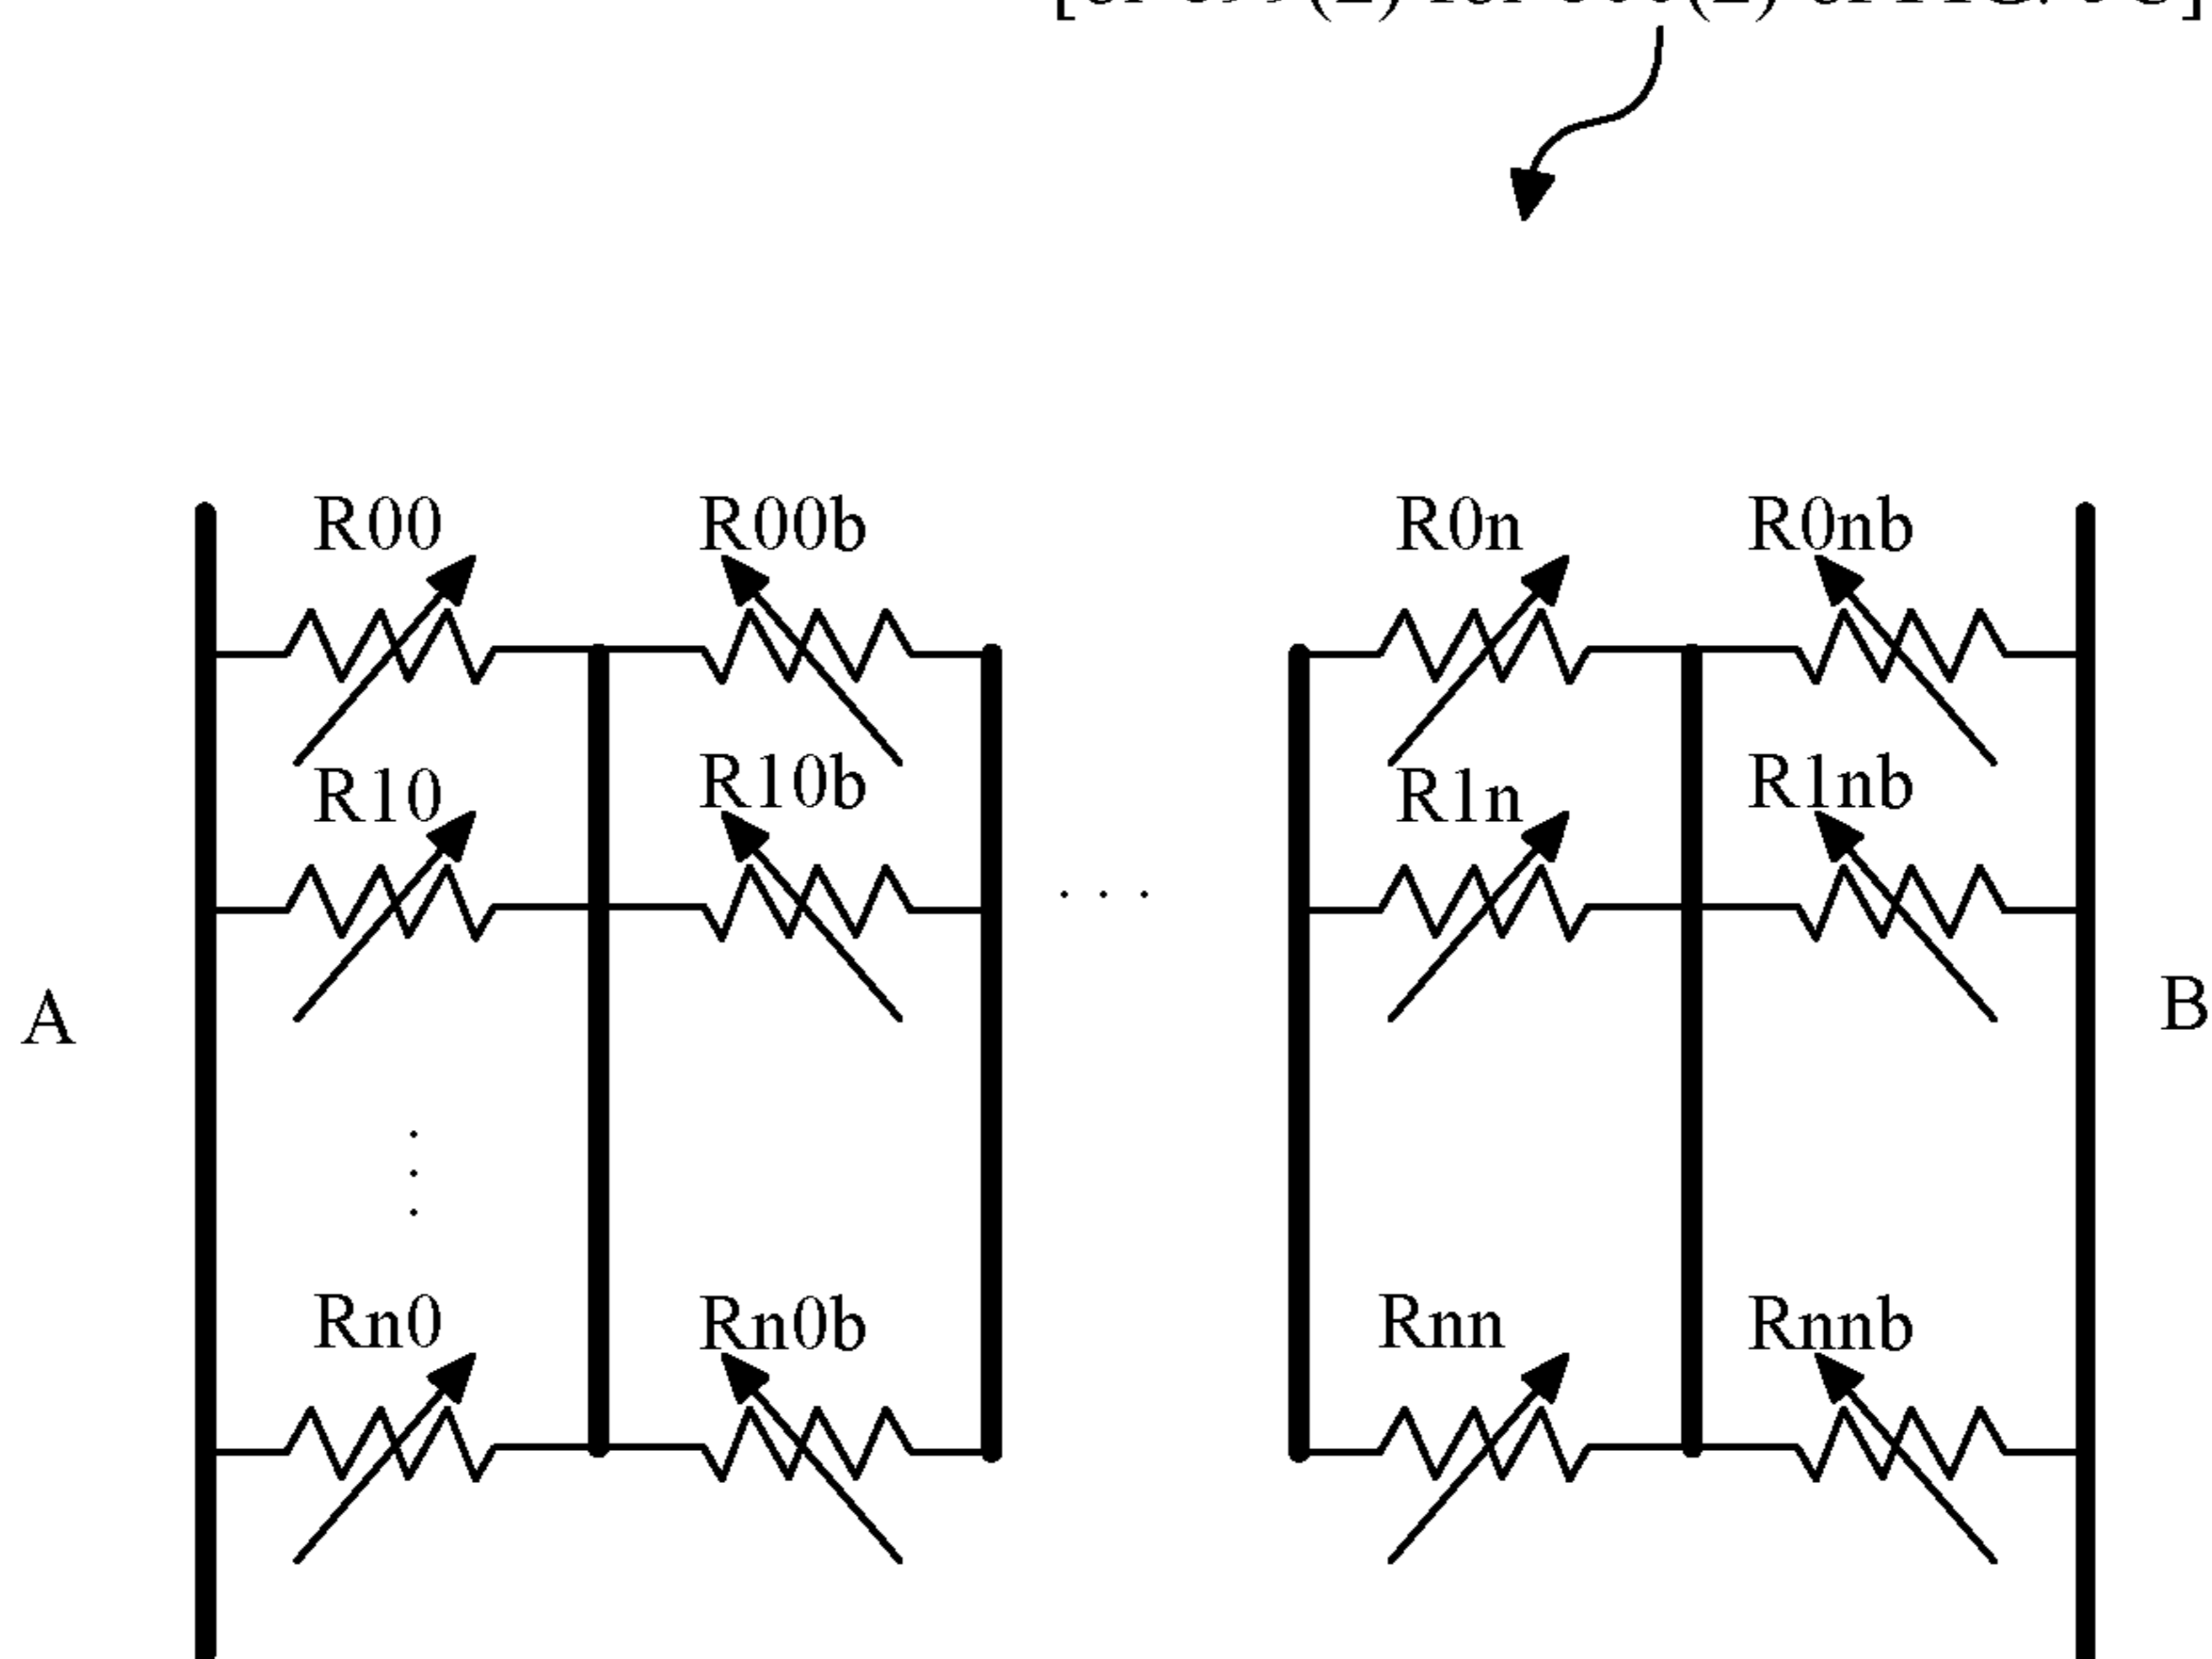 R00 R00b R0n R0nb
R10 R10b R1n R1nb
. . .
A B
Rn0 Rn0b Rnn Rnnb